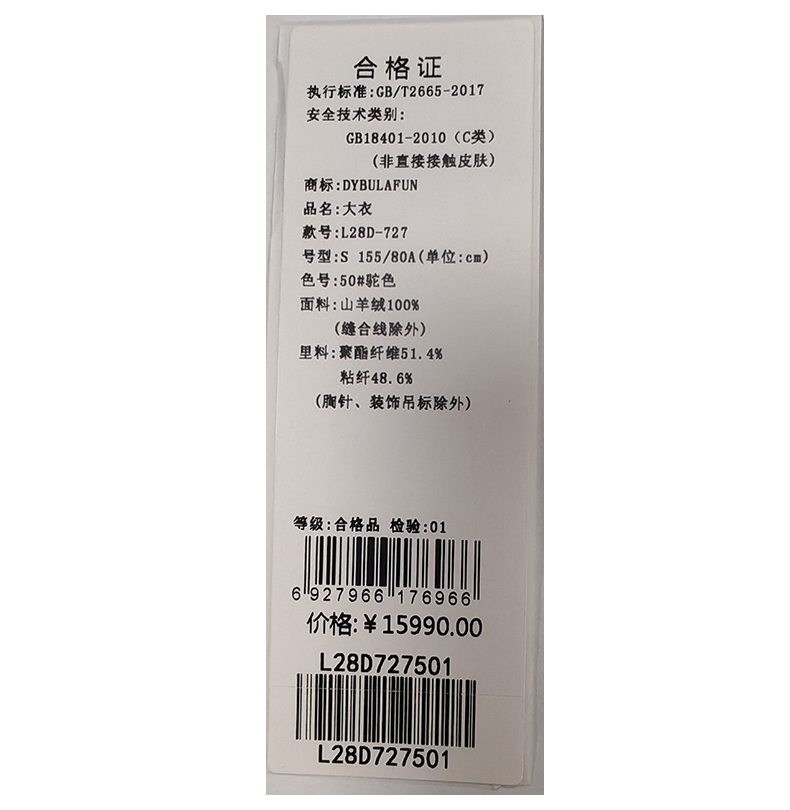 合格证
执行标准:GB/T2665-2017
安全技术类别:
GB18401-2010（C类）
(非直接接触皮肤)
商标:DYBULAFUN
品名:大衣
款号:L28D-727
号型:S 155/80A(单位:cm)
色号:50#驼色
面料:山羊绒100%
(缝合线除外)
里料:聚酯纤维51.4%
粘纤48.6%
(胸针、装饰吊标除外)
等级:合格品 检验:01
6 927966 176966
价格:￥15990.00
L28D727501
L28D727501